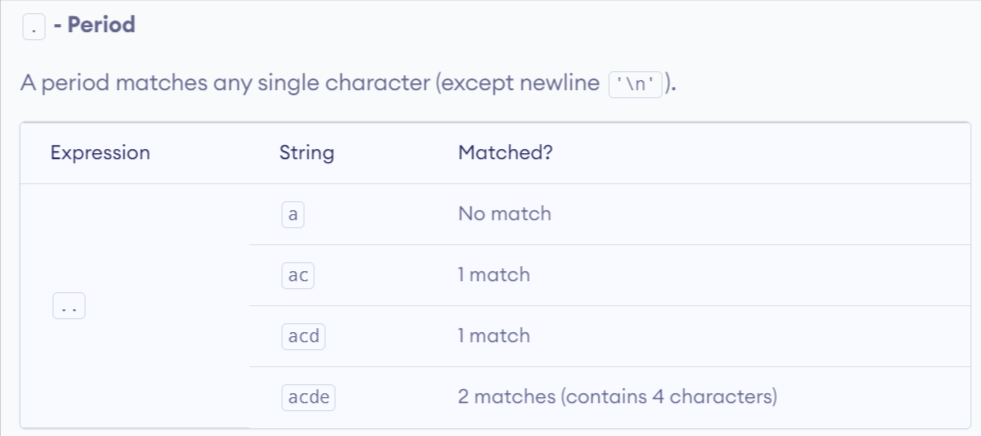 . - Period
A period matches any single character (except newline '\n').
Expression String Matched?
a No match
ac 1 match
..
acd 1 match
acde 2 matches (contains 4 characters)